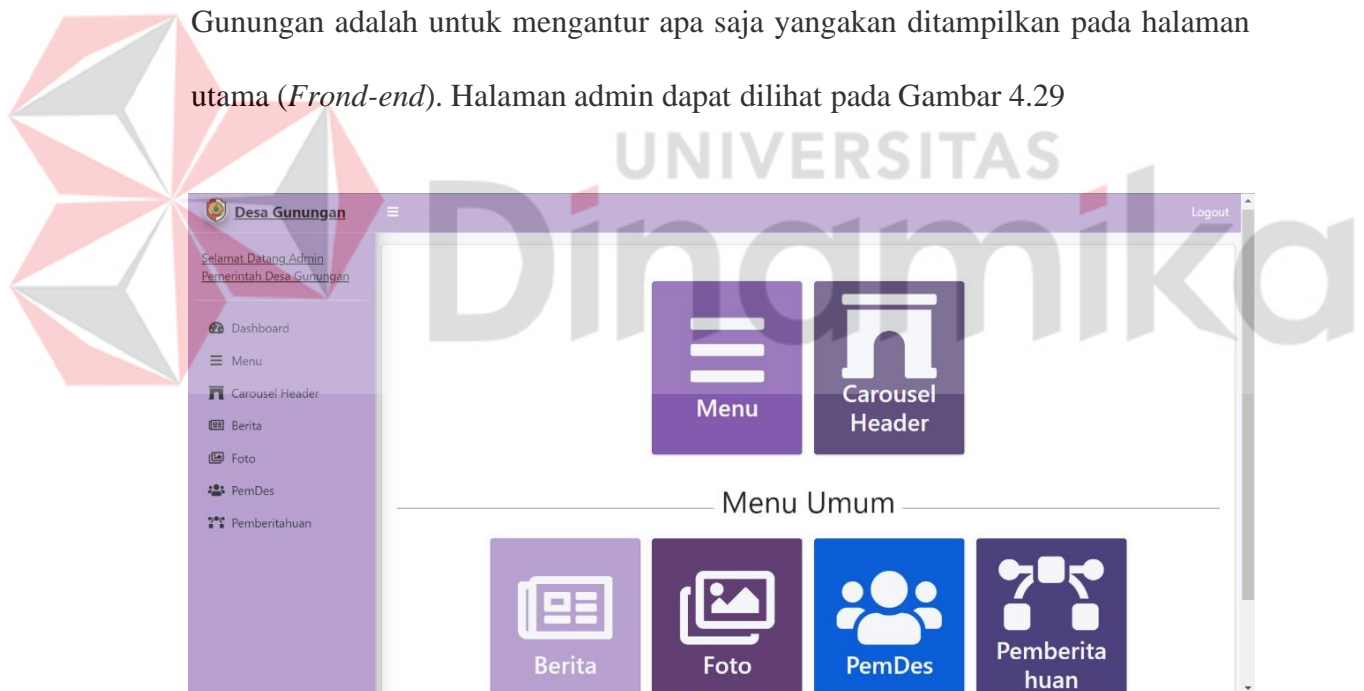 Gunungan adalah untuk mengantur apa saja yangakan ditampilkan pada halaman
utama (Frond-end). Halaman admin dapat dilihat pada Gambar 4.29
UNIVERSITAS
Dinamika
Desa Gunungan
Logout
Selamat Datang Admin
Pemerintah Desa Gunungan
Dashboard
Menu
Carousel Header
Berita
Foto
PemDes
Pemberitahuan
Menu
Carousel
Header
Menu Umum
Berita
Foto
PemDes
Pemberita
huan